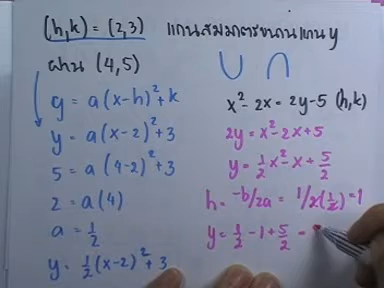 (h,k) = (2,3) แกนสมมาตรขนานแกน y
ผ่าน (4,5)
y = a(x-h)²+k
y = a(x-2)²+3
5 = a(4-2)²+3
2 = a(4)
a = 1/2
y = 1/2(x-2)²+3
x²-2x = 2y-5 (h,k)
2y = x²-2x+5
y = 1/2x²-x+5/2
h = -b/2a = 1/2(1/2) = 1
y = 1/2-1+5/2 =